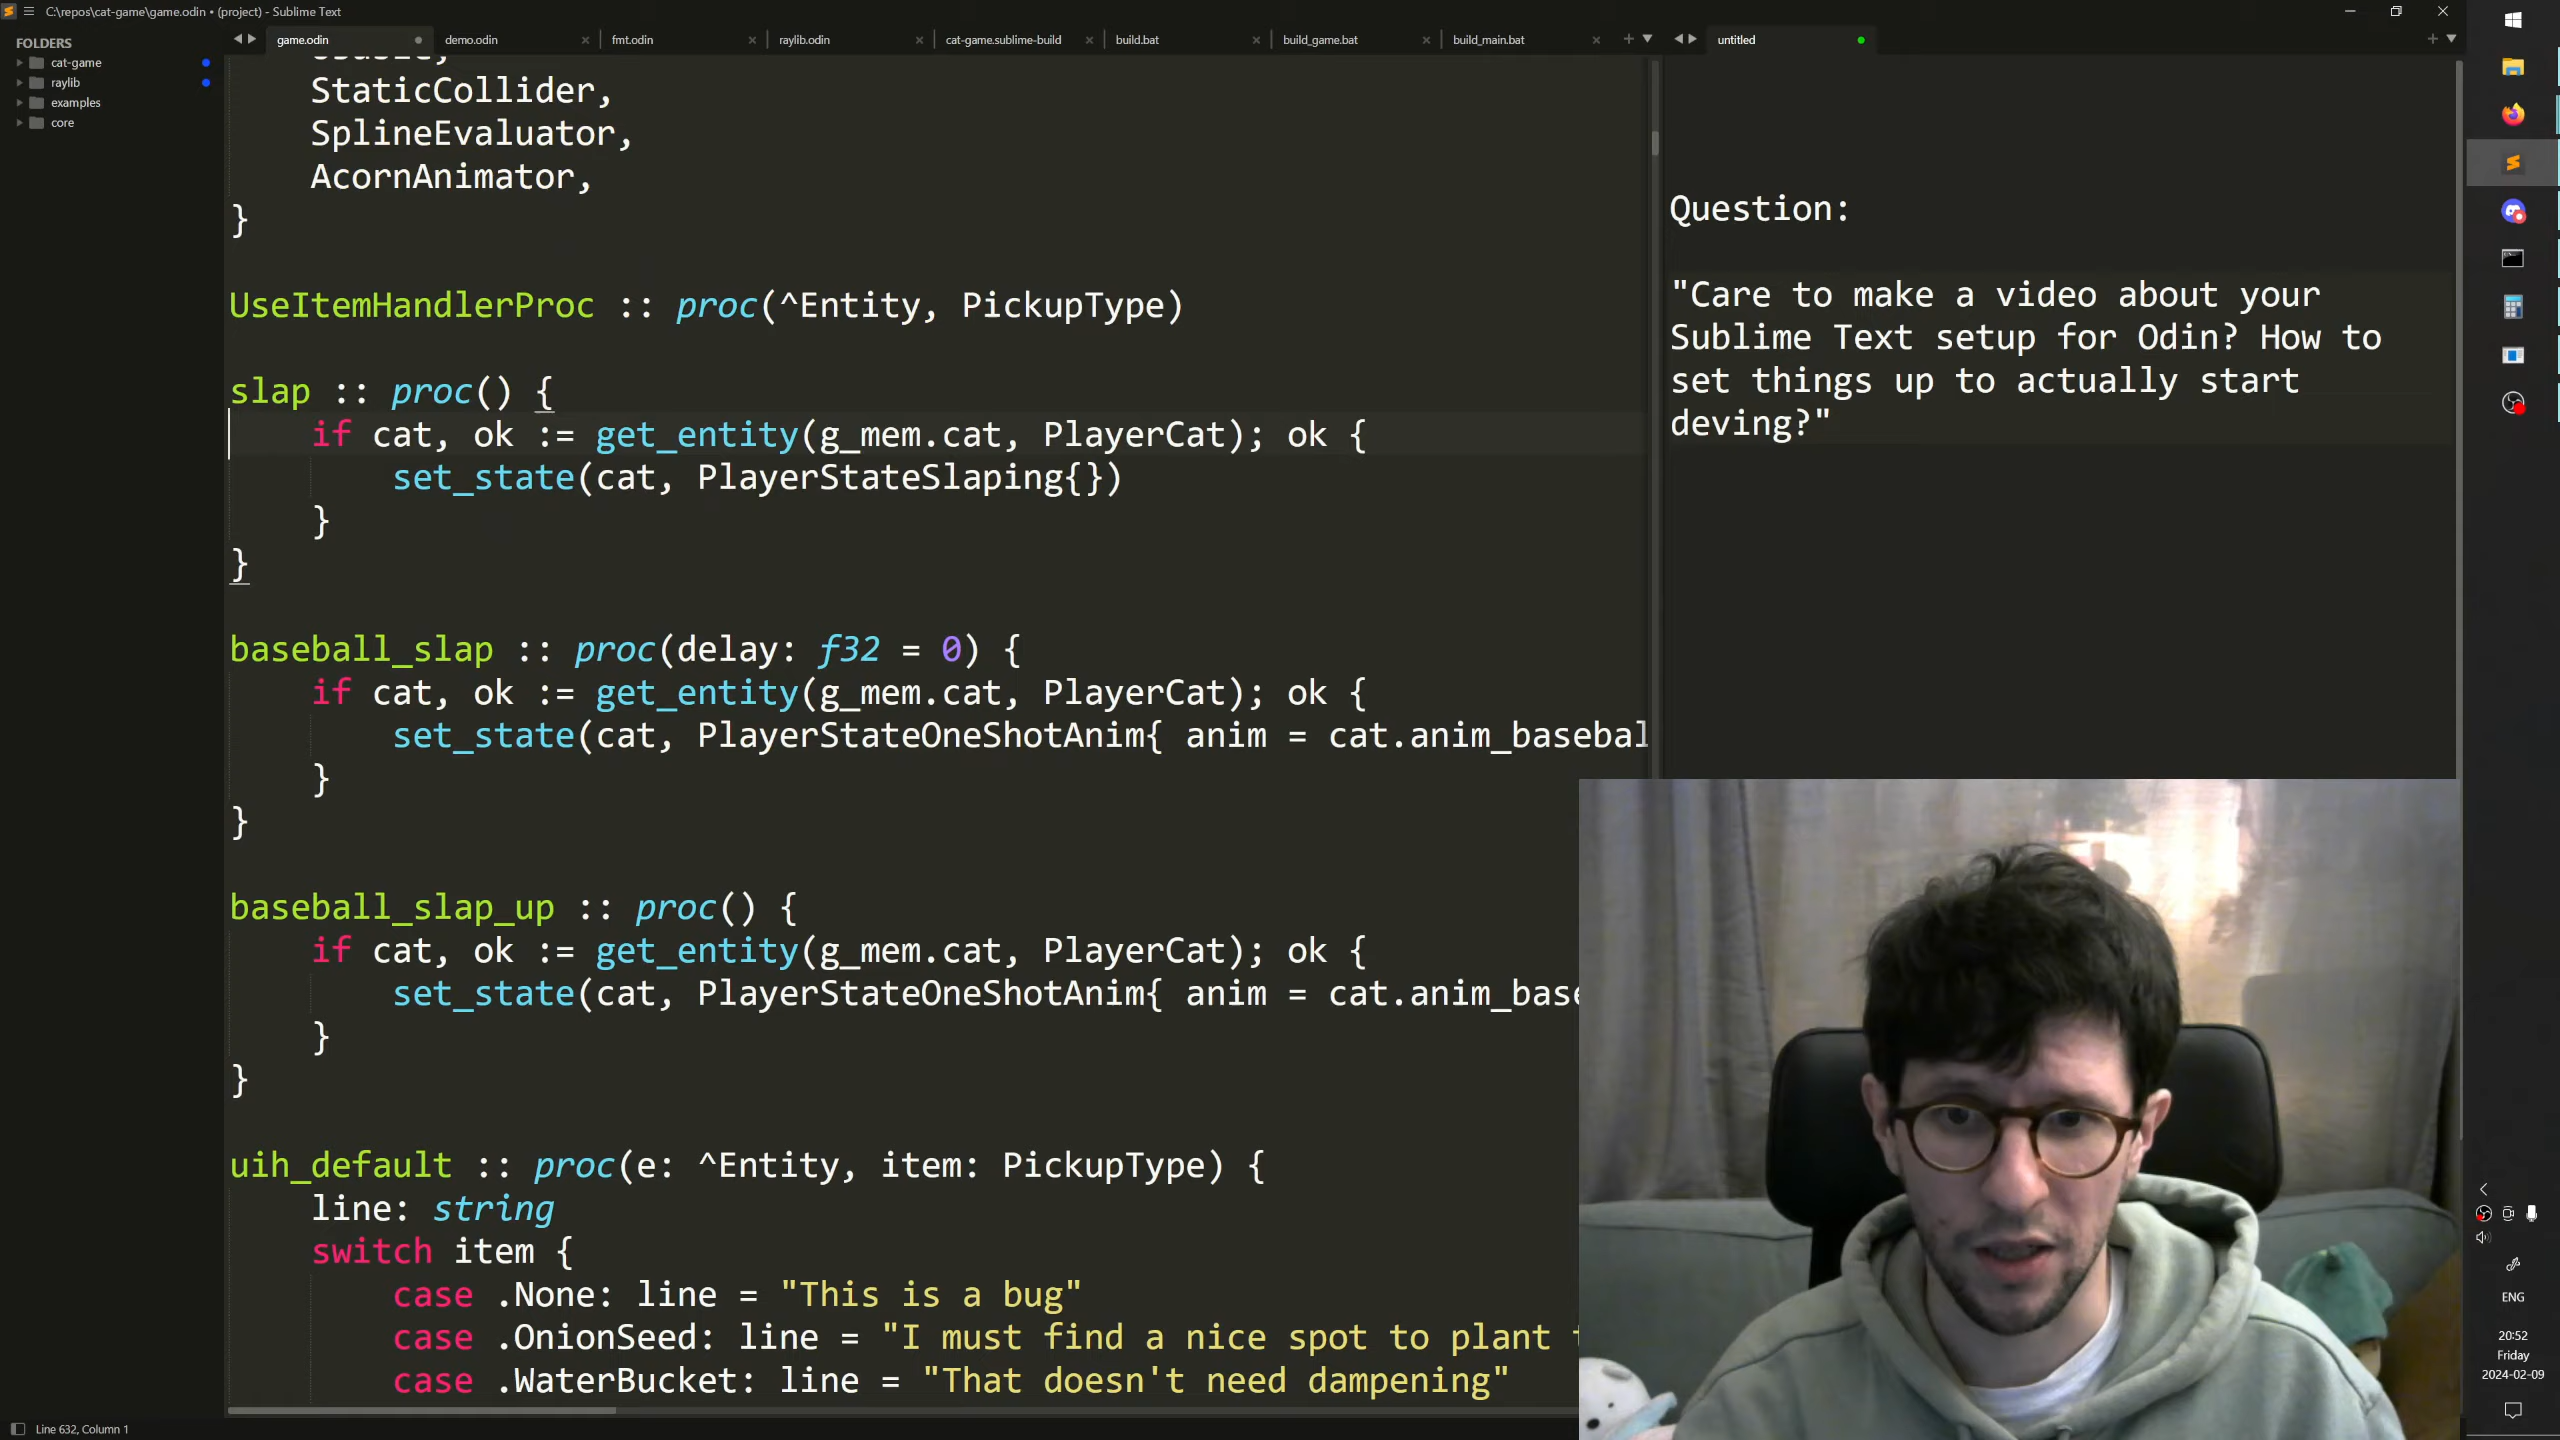 C:\repos\cat-game\game.odin • (project) - Sublime Text
FOLDERS
cat-game
raylib
examples
core
game.odin
demo.odin
fmt.odin
raylib.odin
cat-game.sublime-build
build.bat
build_game.bat
build_main.bat
untitled
StaticCollider,
SplineEvaluator,
AcornAnimator,
}
UseItemHandlerProc :: proc(^Entity, PickupType)
slap :: proc() {
if cat, ok := get_entity(g_mem.cat, PlayerCat); ok {
set_state(cat, PlayerStateSlaping{})
}
}
baseball_slap :: proc(delay: f32 = 0) {
if cat, ok := get_entity(g_mem.cat, PlayerCat); ok {
set_state(cat, PlayerStateOneShotAnim{ anim = cat.anim_basebal
}
}
baseball_slap_up :: proc() {
if cat, ok := get_entity(g_mem.cat, PlayerCat); ok {
set_state(cat, PlayerStateOneShotAnim{ anim = cat.anim_base
}
}
uih_default :: proc(e: ^Entity, item: PickupType) {
line: string
switch item {
case .None: line = "This is a bug"
case .OnionSeed: line = "I must find a nice spot to plant
case .WaterBucket: line = "That doesn't need dampening"
Line 632, Column 1
Question:
"Care to make a video about your
Sublime Text setup for Odin? How to
set things up to actually start
deving?"
ENG
20:52
Friday
2024-02-09